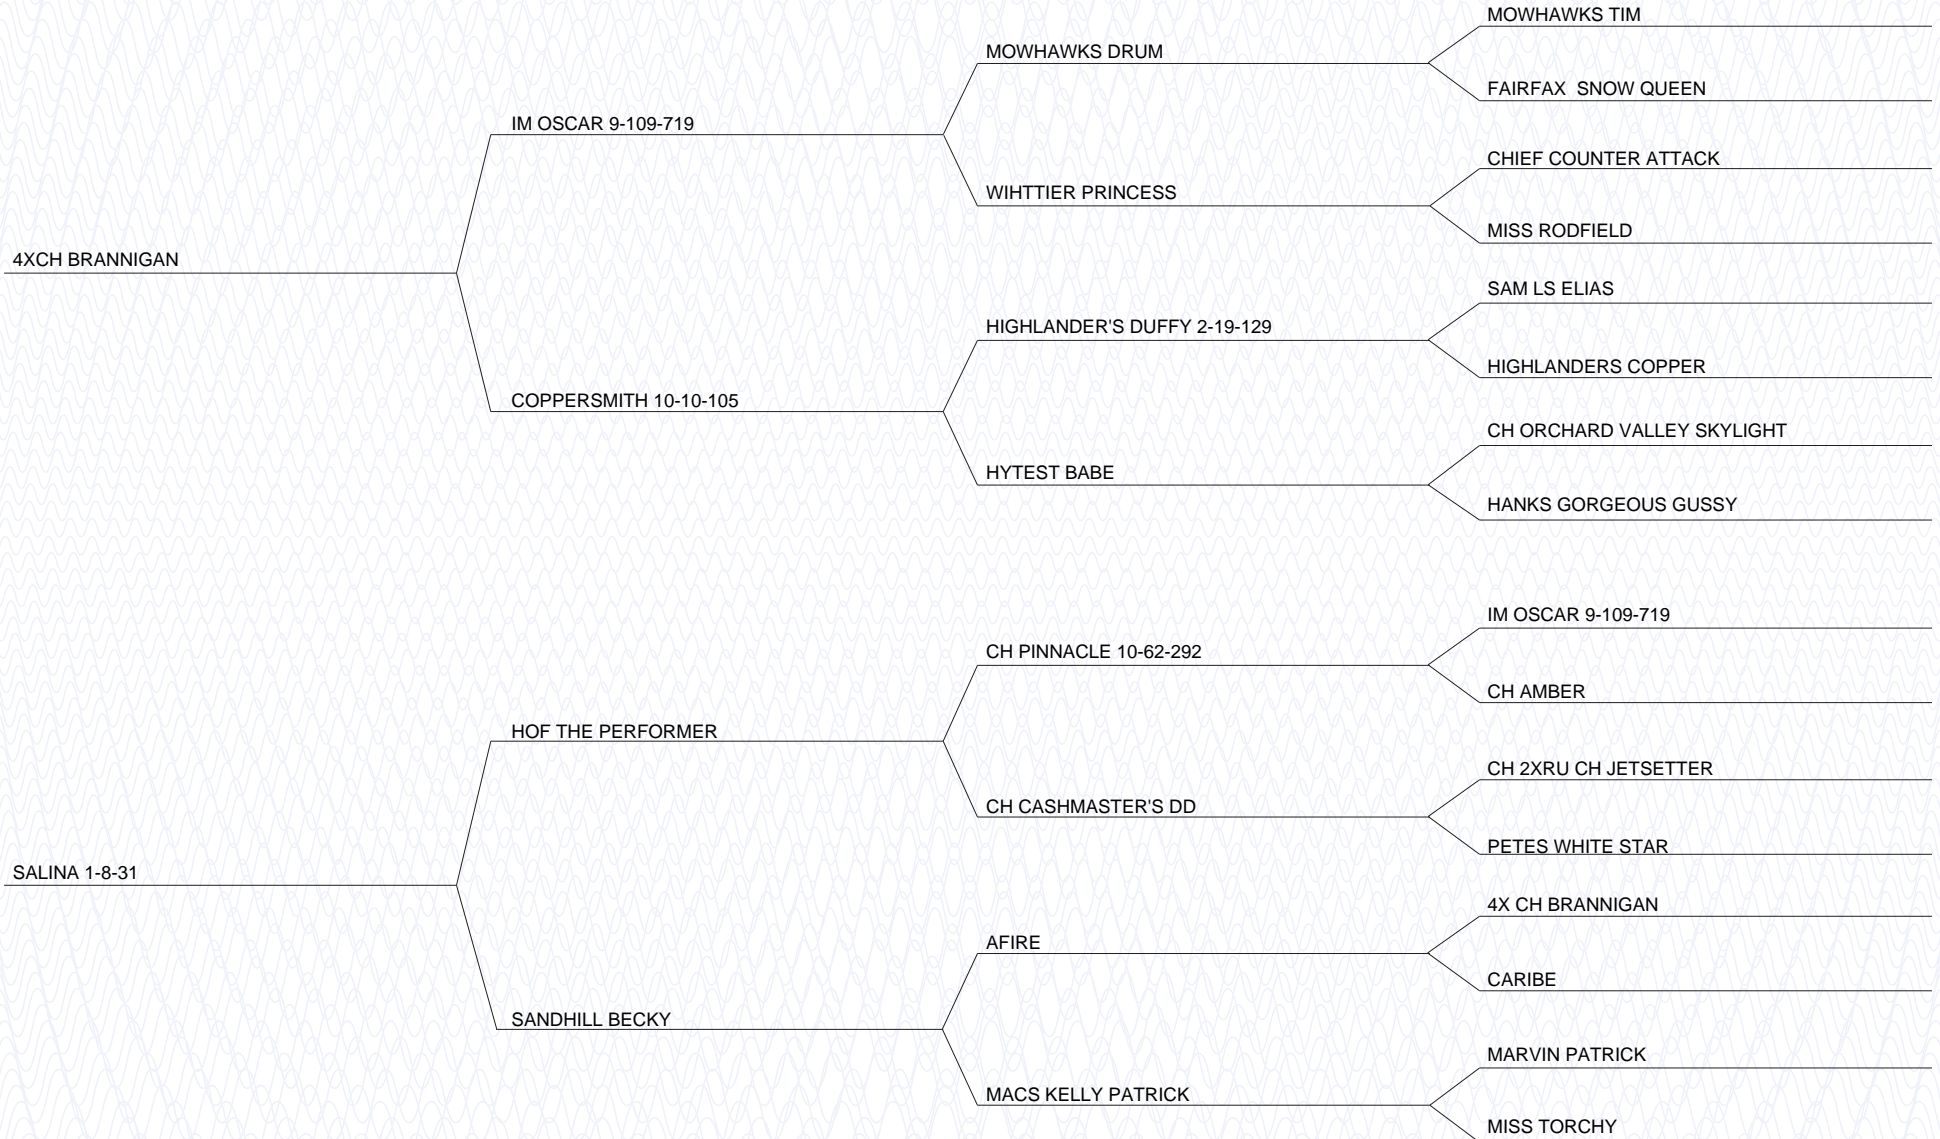 MOWHAWKS TIM
MOWHAWKS DRUM
FAIRFAX  SNOW QUEEN
IM OSCAR 9-109-719
CHIEF COUNTER ATTACK
WIHTTIER PRINCESS
MISS RODFIELD
4XCH BRANNIGAN
SAM LS ELIAS
HIGHLANDER'S DUFFY 2-19-129
HIGHLANDERS COPPER
COPPERSMITH 10-10-105
CH ORCHARD VALLEY SKYLIGHT
HYTEST BABE
HANKS GORGEOUS GUSSY
IM OSCAR 9-109-719
CH PINNACLE 10-62-292
CH AMBER
HOF THE PERFORMER
CH 2XRU CH JETSETTER
CH CASHMASTER'S DD
PETES WHITE STAR
SALINA 1-8-31
4X CH BRANNIGAN
AFIRE
CARIBE
SANDHILL BECKY
MARVIN PATRICK
MACS KELLY PATRICK
MISS TORCHY